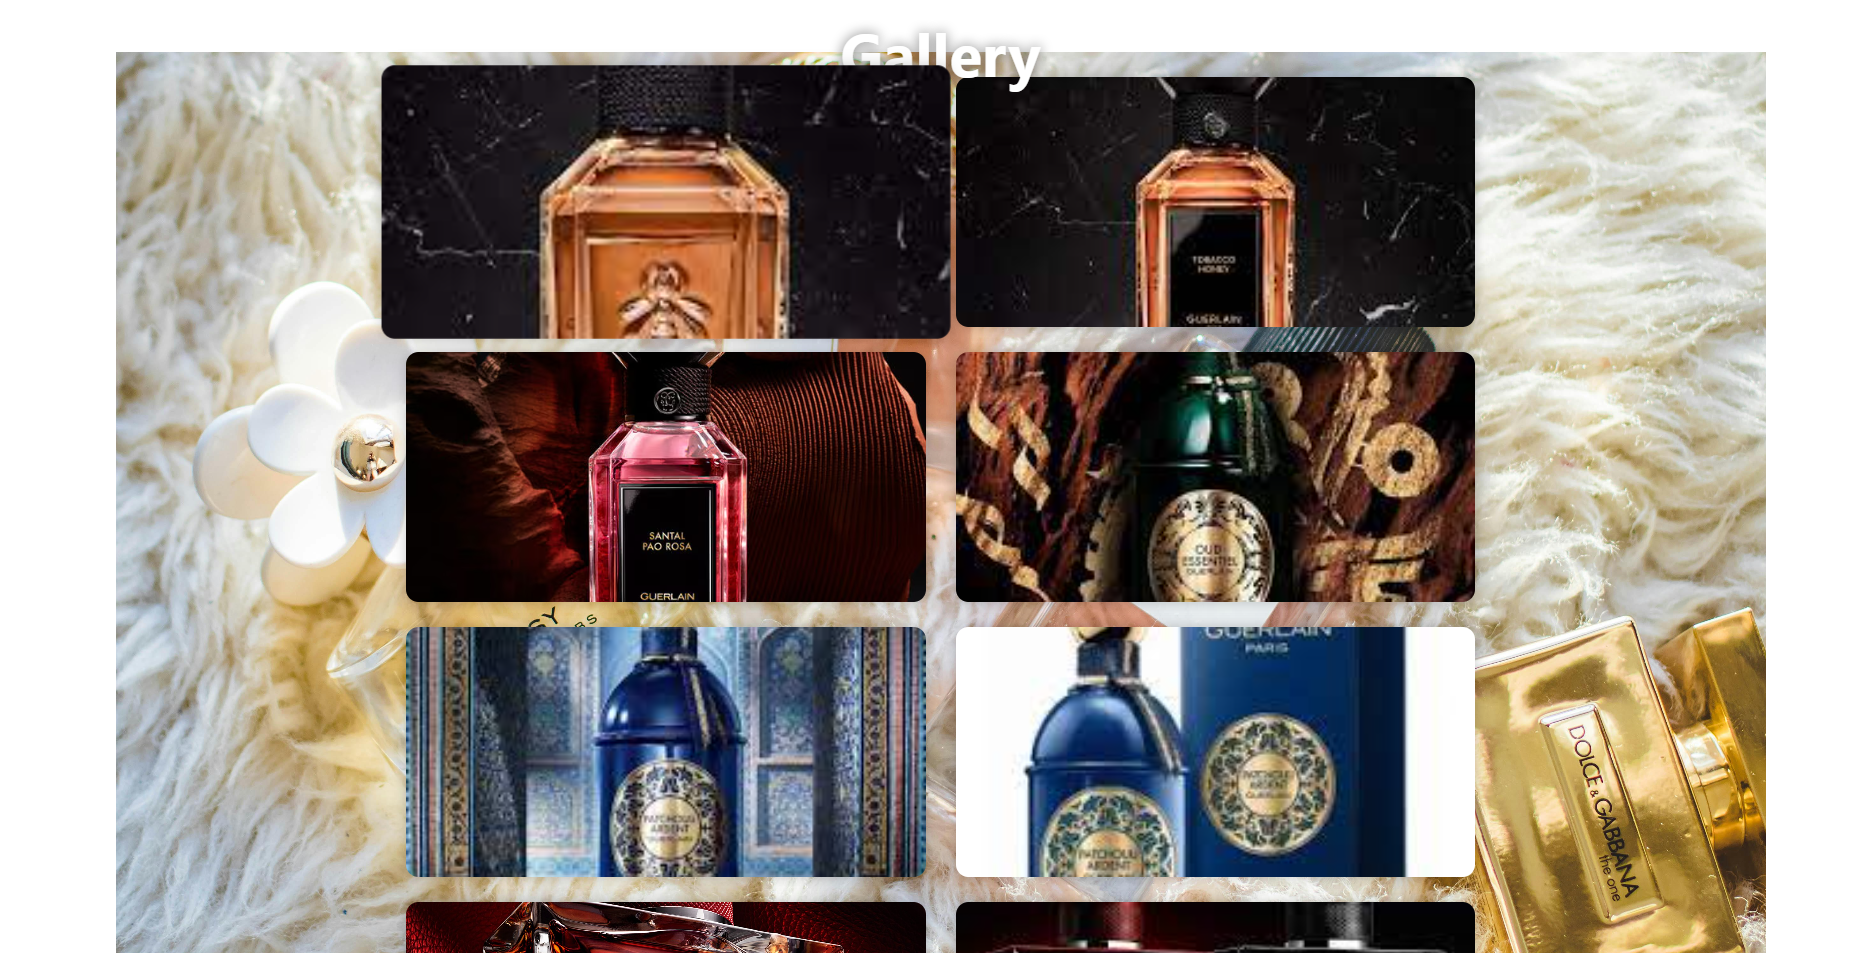 Gallery
TOBACCO
HONEY
GUERLAIN
SANTAL
PAO ROSA
GUERLAIN
OUD
ESSENTIEL
GUERLAIN
GUERLAIN
PARIS
PATCHOULI
ARDENT
GUERLAIN
PATCHOULI
ARDENT
GUERLAIN
PATCHOULI
ARDENT
DOLCE & GABBANA
the one